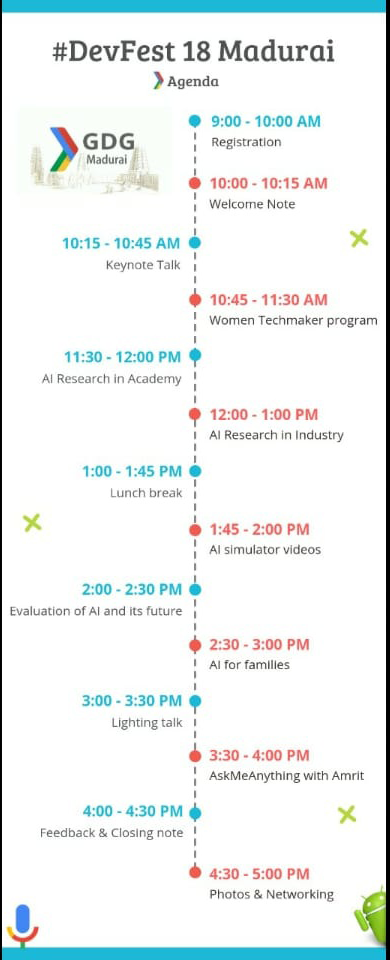 #DevFest 18 Madurai
Agenda
GDG
Madurai
9:00 - 10:00 AM
Registration
10:00 - 10:15 AM
Welcome Note
10:15 - 10:45 AM
Keynote Talk
10:45 - 11:30 AM
Women Techmaker program
11:30 - 12:00 PM
AI Research in Academy
12:00 - 1:00 PM
AI Research in Industry
1:00 - 1:45 PM
Lunch break
1:45 - 2:00 PM
AI simulator videos
2:00 - 2:30 PM
Evaluation of AI and its future
2:30 - 3:00 PM
AI for families
3:00 - 3:30 PM
Lighting talk
3:30 - 4:00 PM
AskMeAnything with Amrit
4:00 - 4:30 PM
Feedback & Closing note
4:30 - 5:00 PM
Photos & Networking